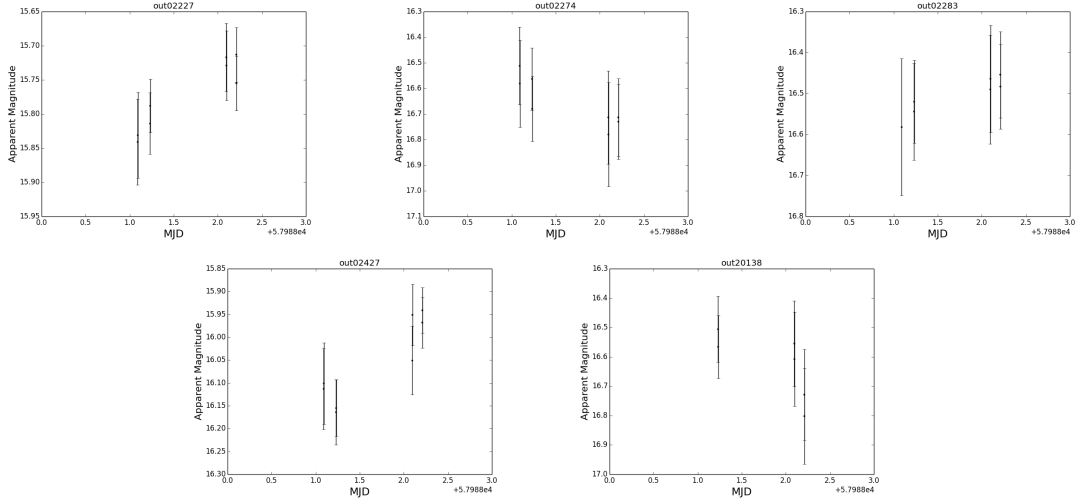 out02227
15.65
15.70
15.75
15.80
15.85
15.90
15.95
Apparent Magnitude
0.0 0.5 1.0 1.5 2.0 2.5 3.0
MJD
+5.7988e4
out02274
16.3
16.4
16.5
16.6
16.7
16.8
16.9
17.0
17.1
Apparent Magnitude
0.0 0.5 1.0 1.5 2.0 2.5 3.0
MJD
+5.7988e4
out02283
16.3
16.4
16.5
16.6
16.7
16.8
Apparent Magnitude
0.0 0.5 1.0 1.5 2.0 2.5 3.0
MJD
+5.7988e4
out02427
15.85
15.90
15.95
16.00
16.05
16.10
16.15
16.20
16.25
16.30
Apparent Magnitude
0.0 0.5 1.0 1.5 2.0 2.5 3.0
MJD
+5.7988e4
out20138
16.3
16.4
16.5
16.6
16.7
16.8
16.9
17.0
Apparent Magnitude
0.0 0.5 1.0 1.5 2.0 2.5 3.0
MJD
+5.7988e4